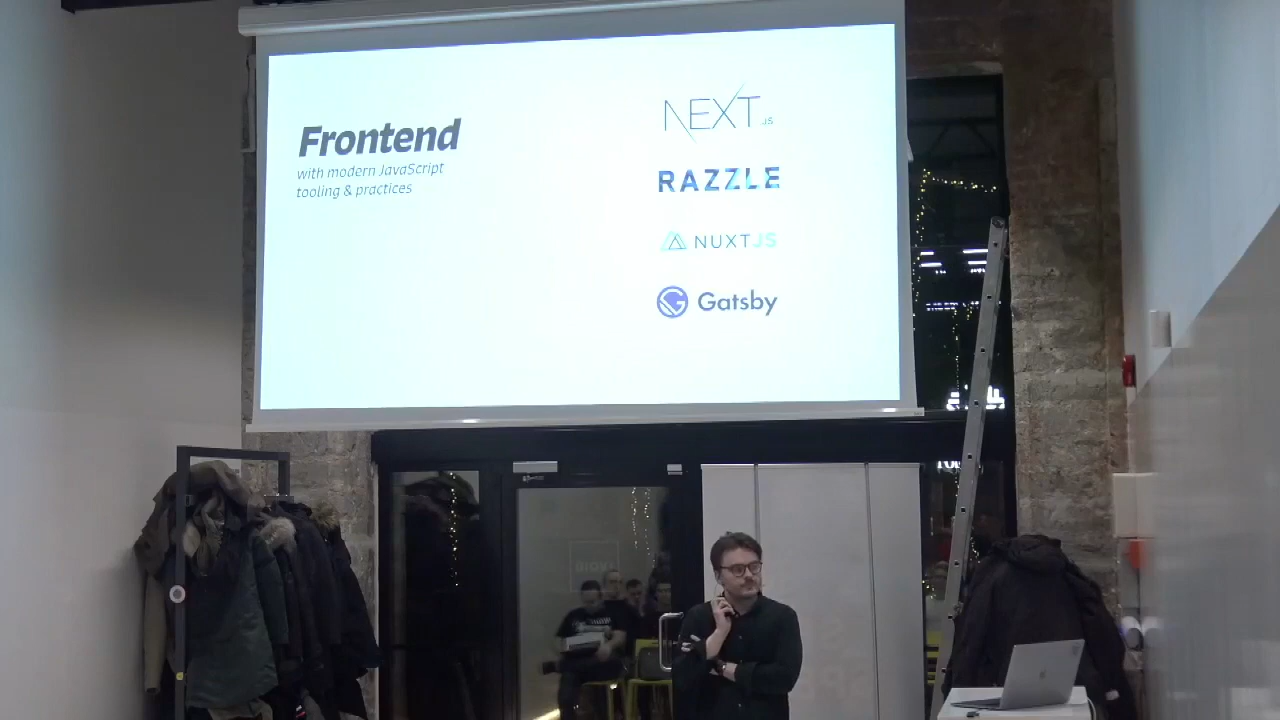 Frontend
with modern JavaScript
tooling & practices
NEXT.JS
RAZZLE
NUXTJS
Gatsby